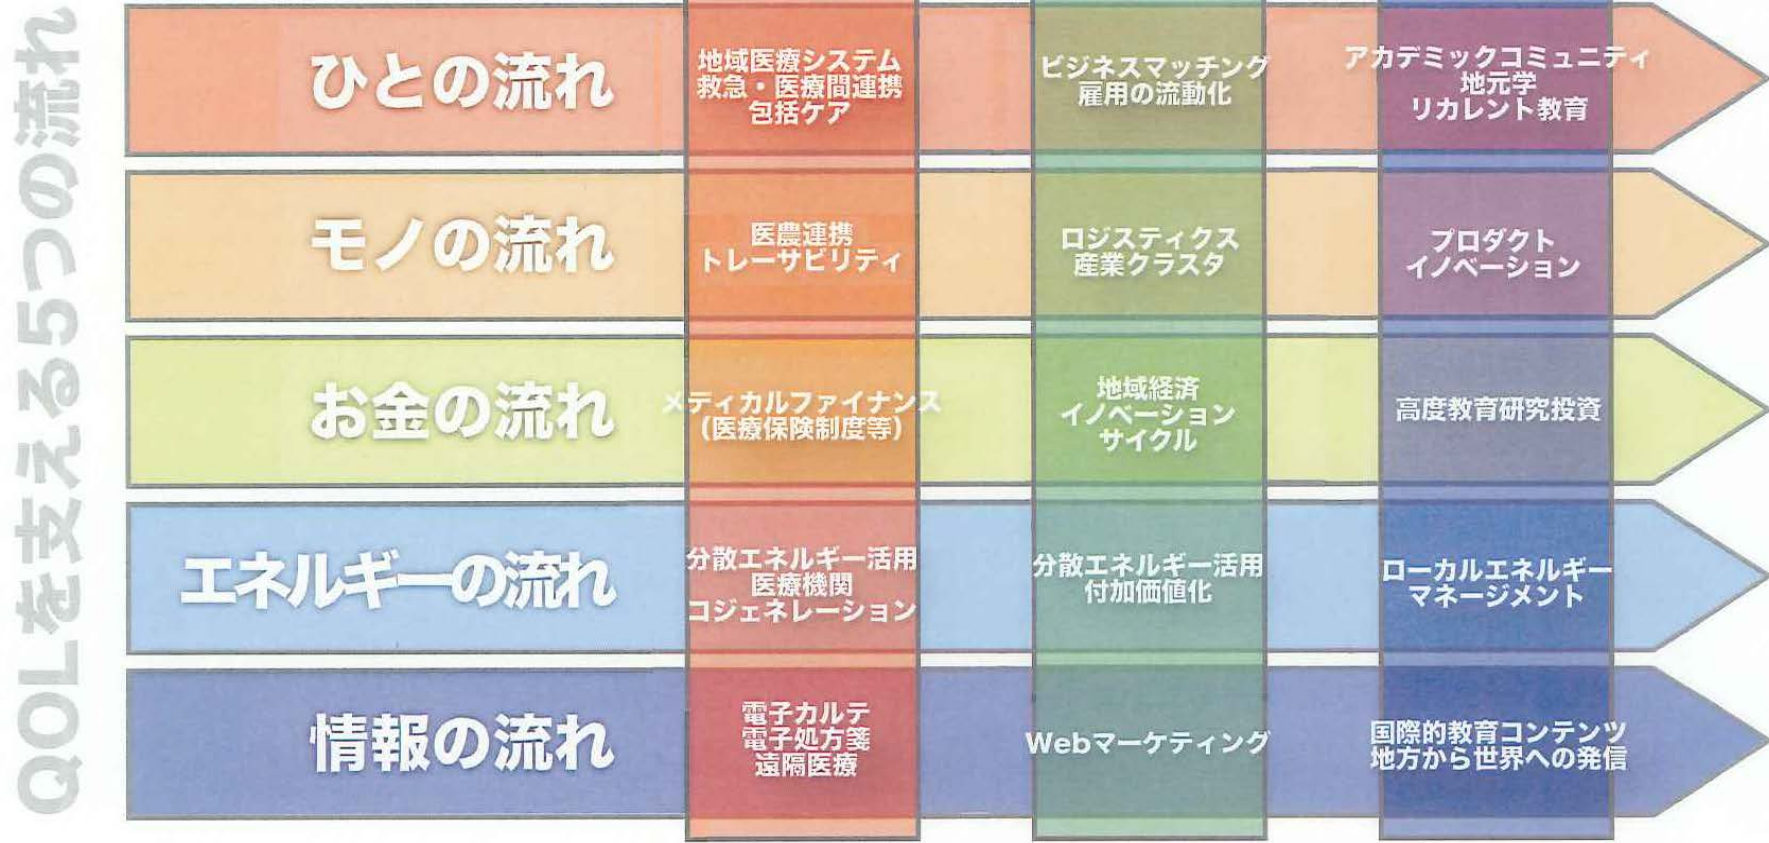 QOLを支える5つの流れ
ひとの流れ
地域医療システム
救急・医療間連携
包括ケア
ビジネスマッチング
雇用の流動化
アカデミックコミュニティ
地元学
リカレント教育
モノの流れ
医農連携
トレーサビリティ
ロジスティクス
産業クラスタ
プロダクト
イノベーション
お金の流れ
メディカルファイナンス
（医療保険制度等）
地域経済
イノベーション
サイクル
高度教育研究投資
エネルギーの流れ
分散エネルギー活用
医療機関
コジェネレーション
分散エネルギー活用
付加価値化
ローカルエネルギー
マネージメント
情報の流れ
電子カルテ
電子処方箋
遠隔医療
Webマーケティング
国際的教育コンテンツ
地方から世界への発信